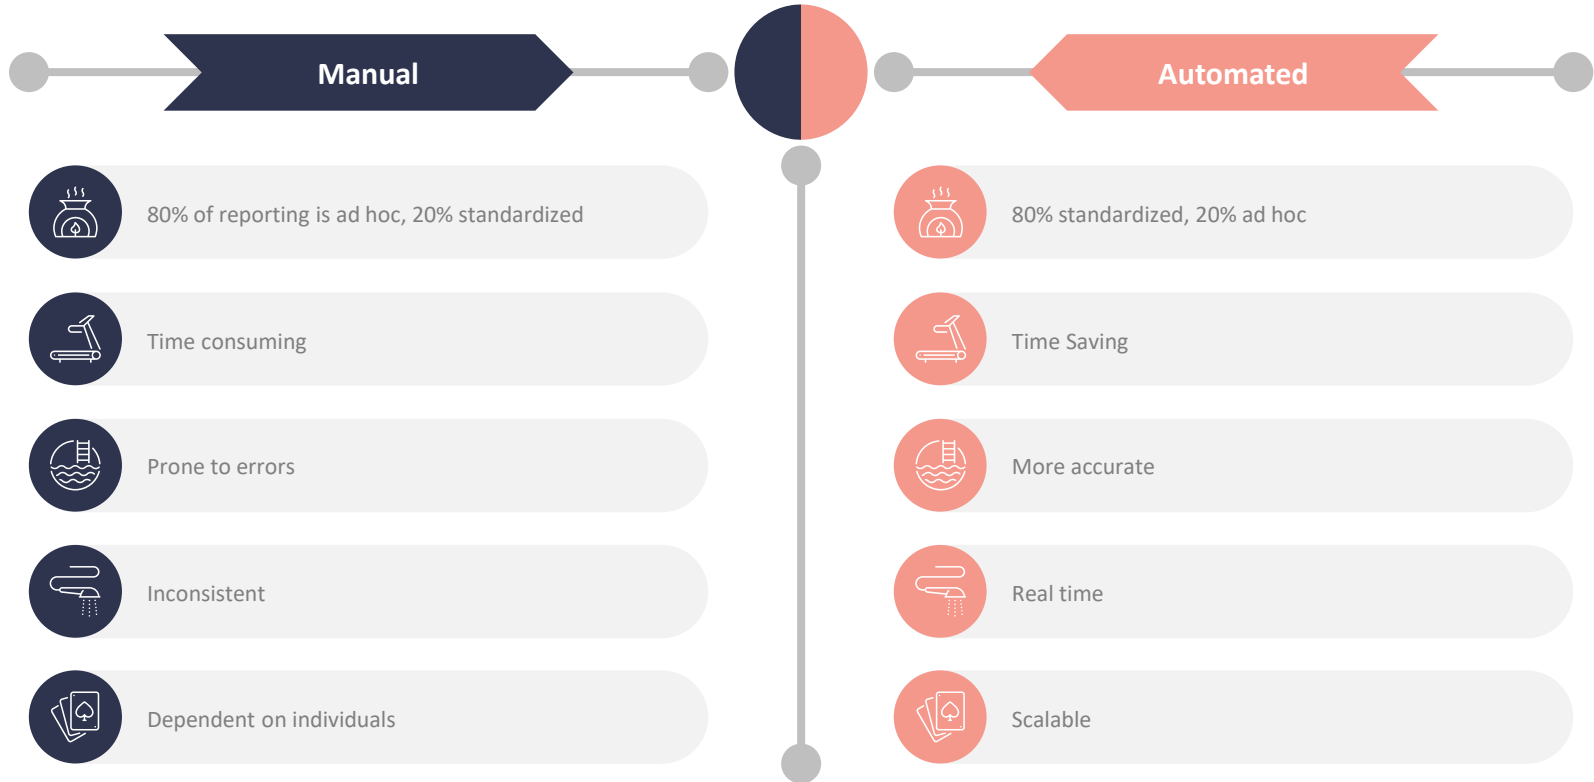 Manual
80% of reporting is ad hoc, 20% standardized
Time consuming
Prone to errors
Inconsistent
Dependent on individuals
Automated
80% standardized, 20% ad hoc
Time Saving
More accurate
Real time
Scalable